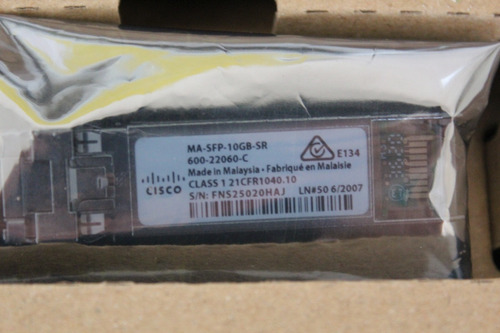 MA-SFP-10GB-SR
600-22060-C
E134
Made in Malaysia • Fabriqué en Malaisie
CISCO
CLASS 1 21CFR1040.10
LN#50 6/2007
S/N: FNS25020HAJ